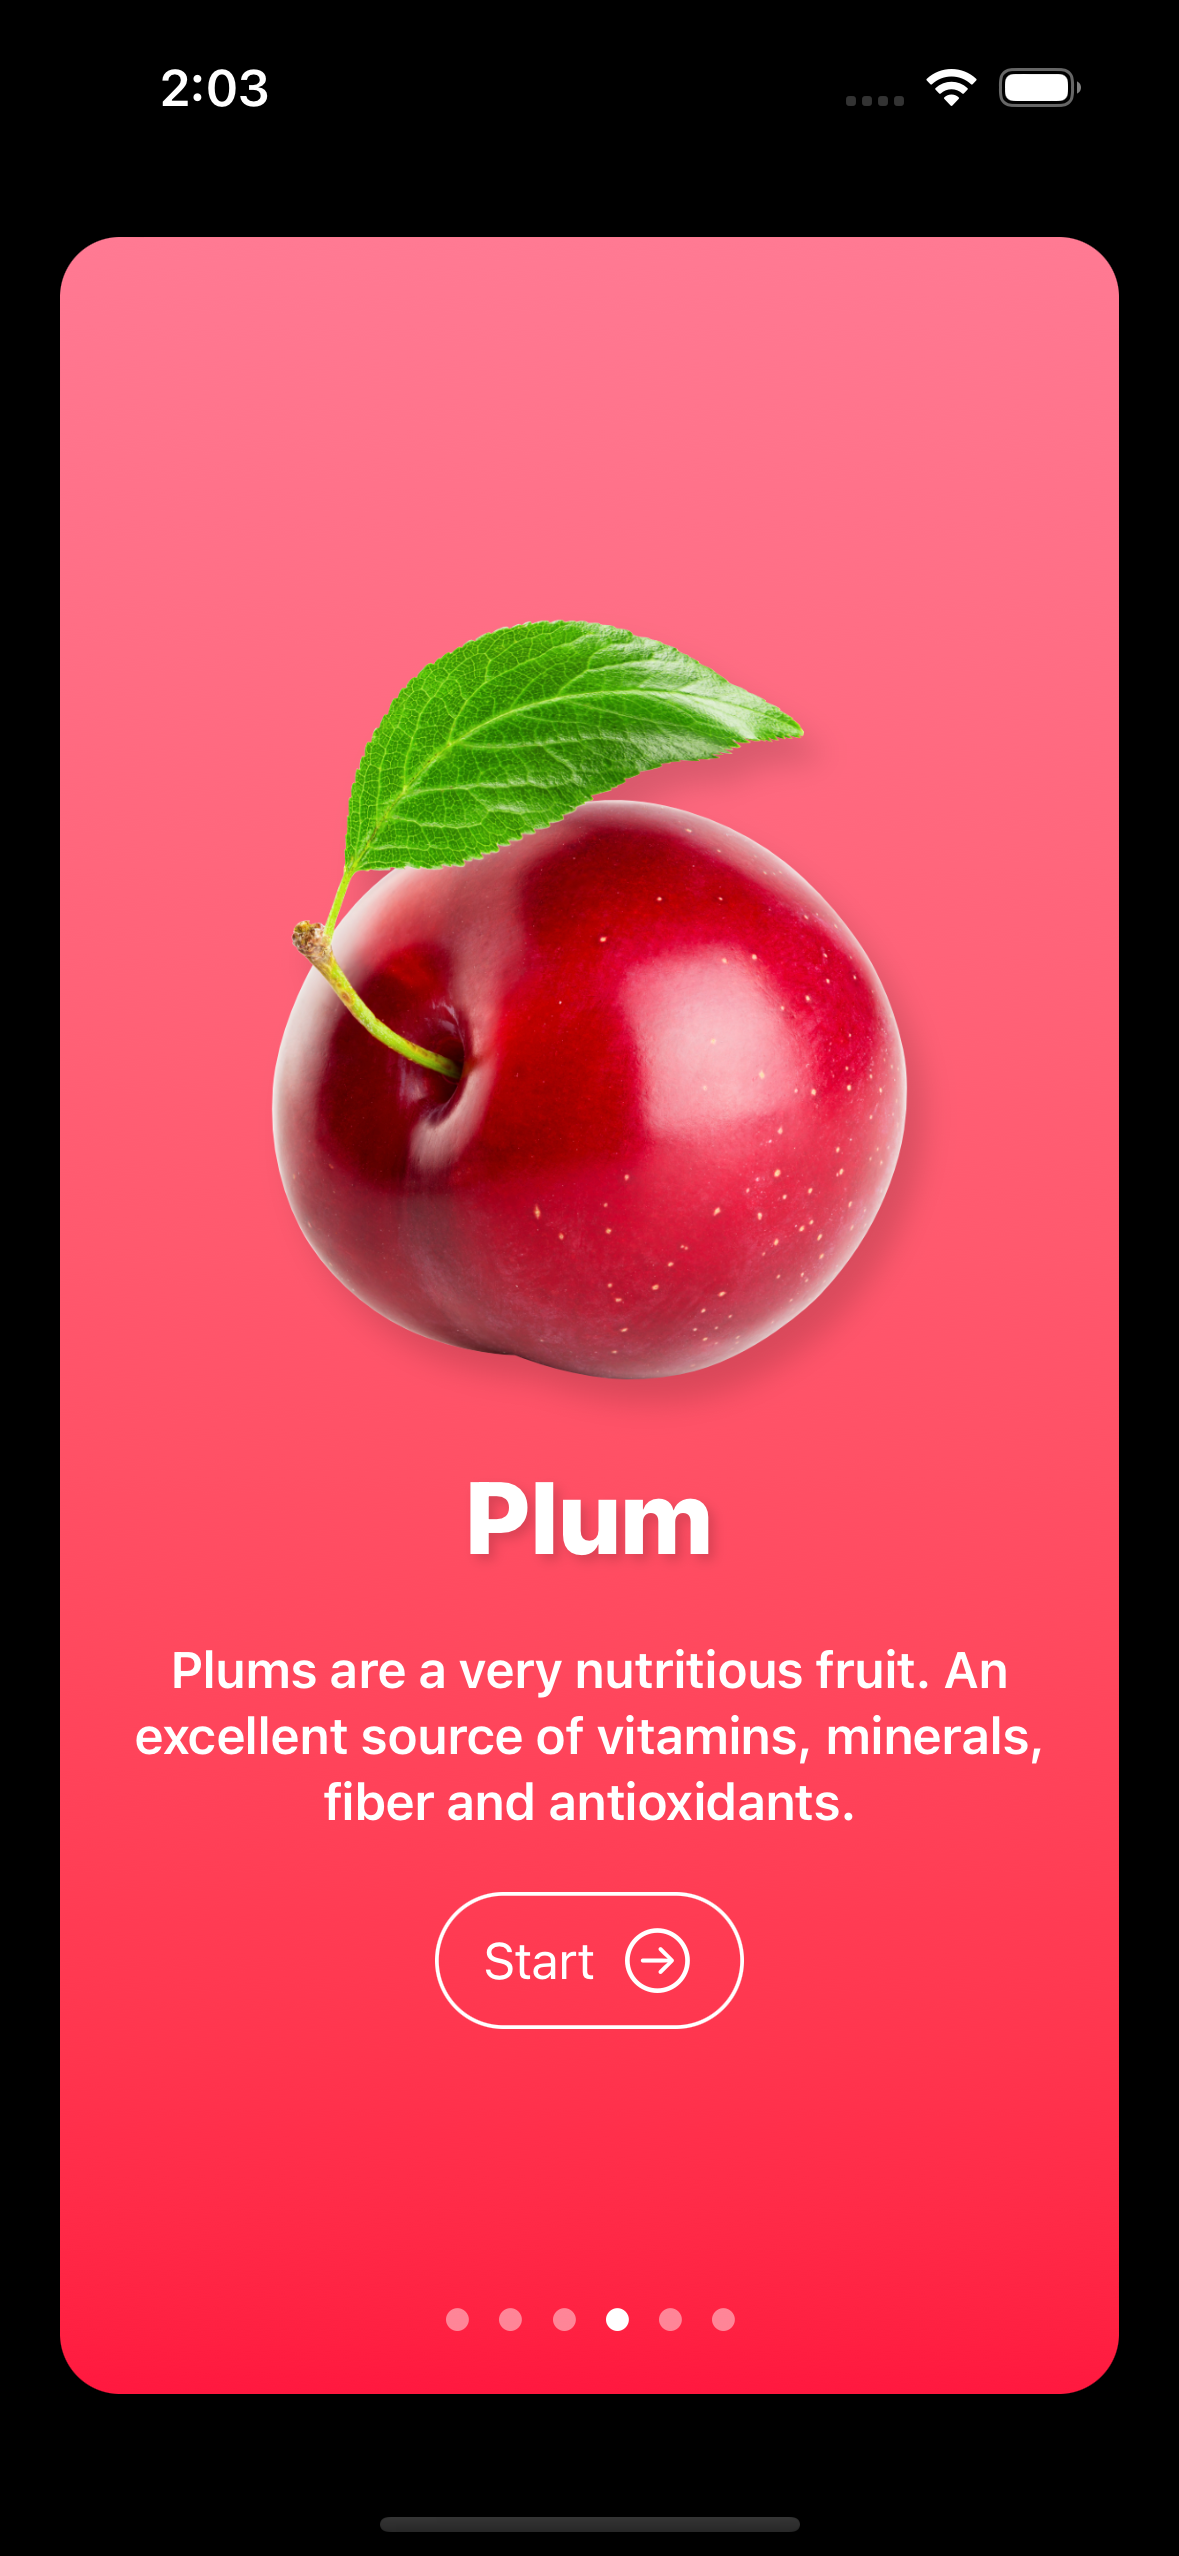 2:03
Plum
Plums are a very nutritious fruit. An
excellent source of vitamins, minerals,
fiber and antioxidants.
Start